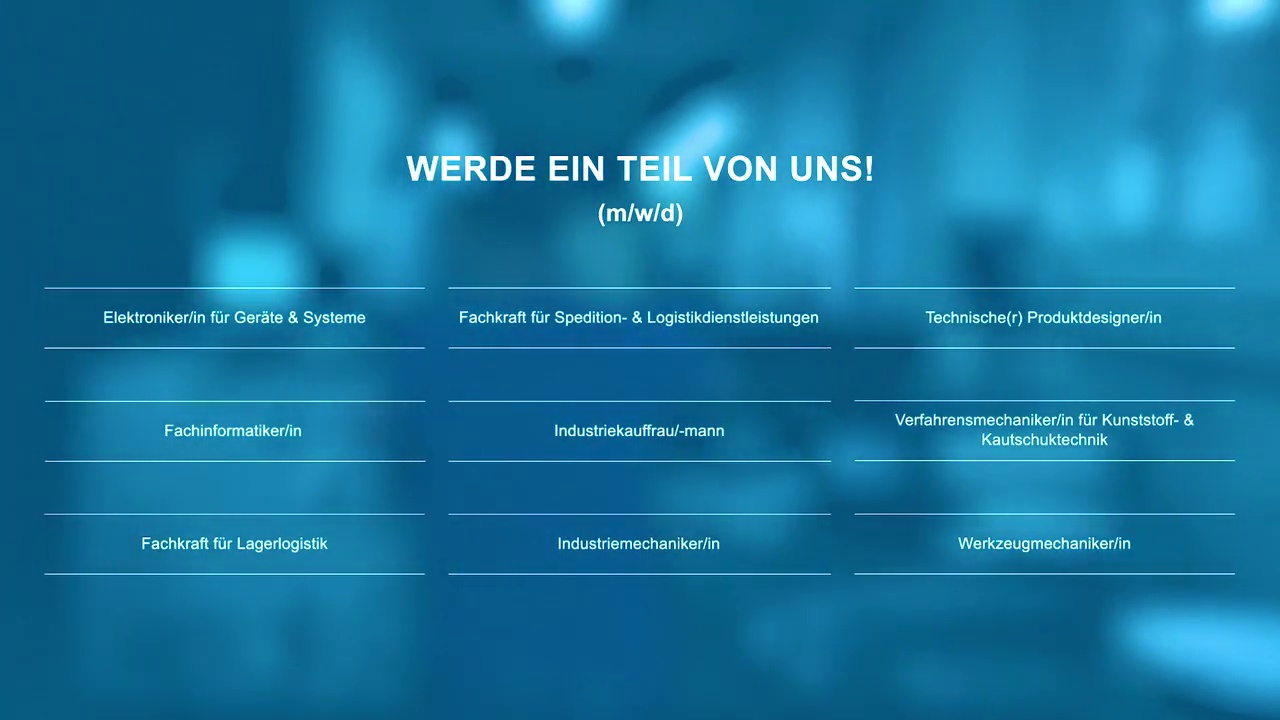 WERDE EIN TEIL VON UNS!
(m/w/d)
Elektroniker/in für Geräte & Systeme
Fachkraft für Spedition- & Logistikdienstleistungen
Technische(r) Produktdesigner/in
Fachinformatiker/in
Industriekauffrau/-mann
Verfahrensmechaniker/in für Kunststoff- &
Kautschuktechnik
Fachkraft für Lagerlogistik
Industriemechaniker/in
Werkzeugmechaniker/in